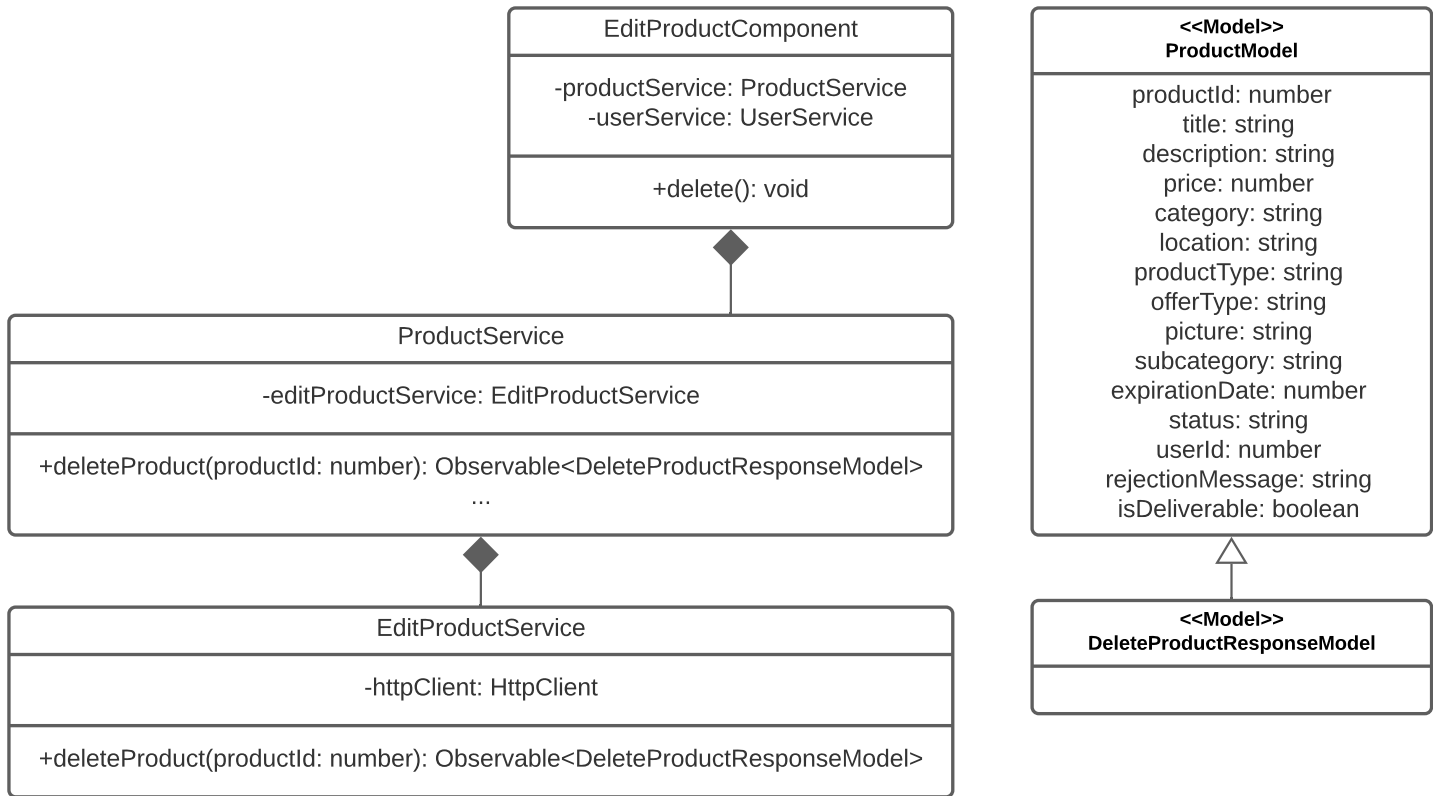 EditProductComponent
-productService: ProductService
-userService: UserService
+delete(): void
ProductService
-editProductService: EditProductService
+deleteProduct(productId: number): Observable<DeleteProductResponseModel>
...
EditProductService
-httpClient: HttpClient
+deleteProduct(productId: number): Observable<DeleteProductResponseModel>
<<Model>>
ProductModel
productId: number
title: string
description: string
price: number
category: string
location: string
productType: string
offerType: string
picture: string
subcategory: string
expirationDate: number
status: string
userId: number
rejectionMessage: string
isDeliverable: boolean
<<Model>>
DeleteProductResponseModel